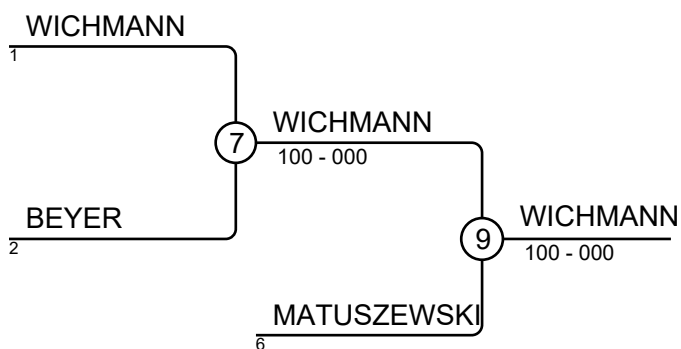 WICHMANN
1
7
WICHMANN
100 - 000
BEYER
2
9
WICHMANN
100 - 000
MATUSZEWSKI
6